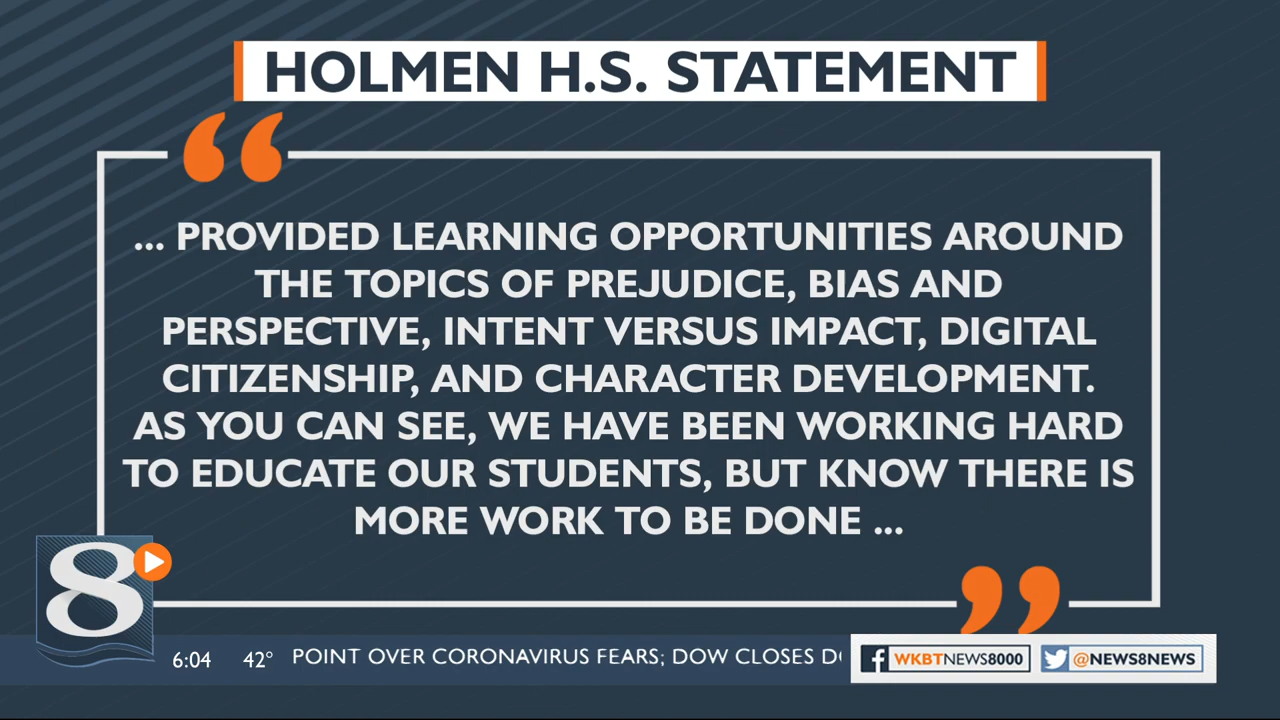 HOLMEN H.S. STATEMENT
... PROVIDED LEARNING OPPORTUNITIES AROUND
THE TOPICS OF PREJUDICE, BIAS AND
PERSPECTIVE, INTENT VERSUS IMPACT, DIGITAL
CITIZENSHIP, AND CHARACTER DEVELOPMENT.
AS YOU CAN SEE, WE HAVE BEEN WORKING HARD
TO EDUCATE OUR STUDENTS, BUT KNOW THERE IS
MORE WORK TO BE DONE ...
8
6:04 42° POINT OVER CORONAVIRUS FEARS; DOW CLOSES
WKBTNEWS8000 @NEWS8NEWS